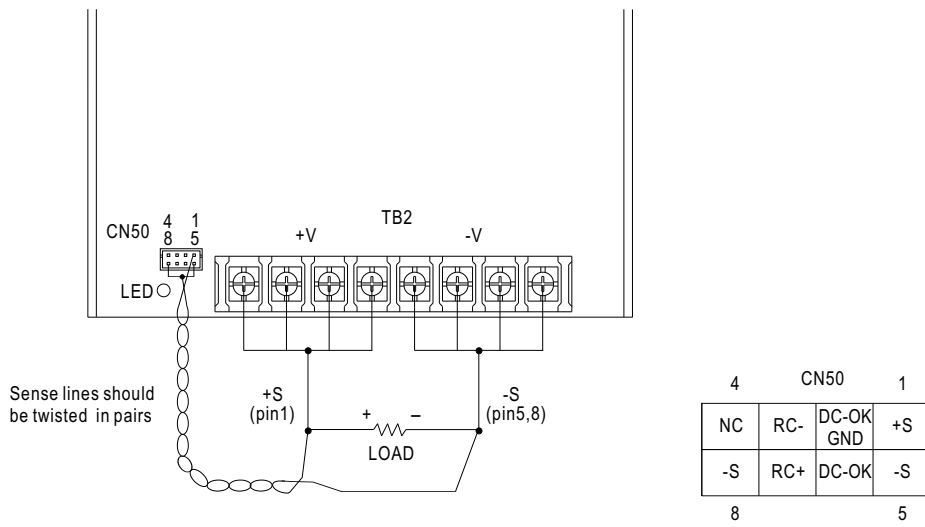 TB2
CN50
4 1
8 5
+V -V
LED
Sense lines should
be twisted in pairs
+S
(pin1)
-S
(pin5,8)
+ –
LOAD
4 CN50 1
NC RC- DC-OK GND +S
-S RC+ DC-OK -S
8 5